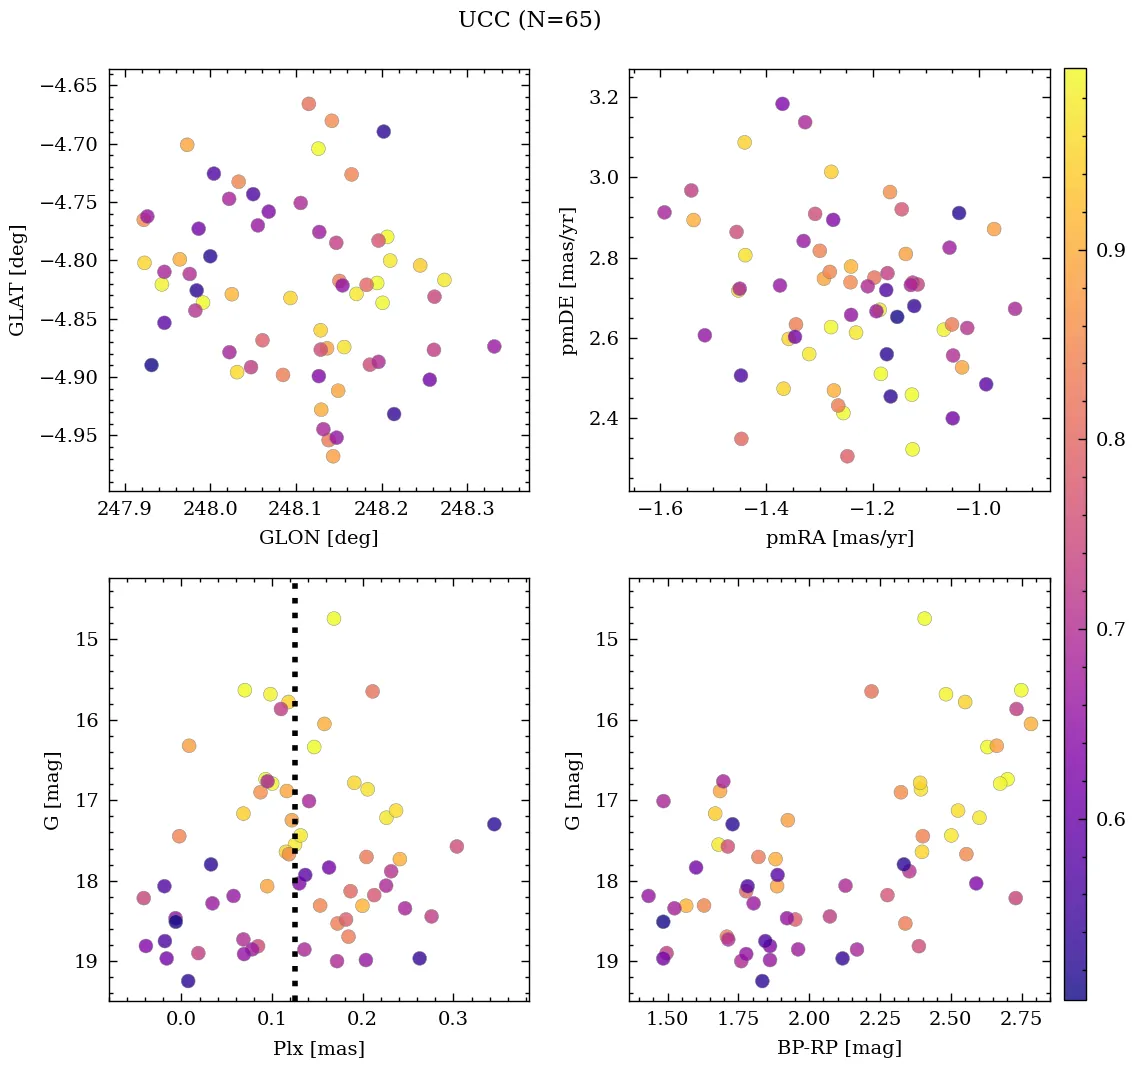 UCC (N=65)
−4.65
−4.70
−4.75
−4.80
−4.85
−4.90
−4.95
GLAT [deg]
247.9 248.0 248.1 248.2 248.3
GLON [deg]
3.2
3.0
2.8
2.6
2.4
pmDE [mas/yr]
−1.6 −1.4 −1.2 −1.0
pmRA [mas/yr]
15
16
17
18
19
G [mag]
0.0 0.1 0.2 0.3
Plx [mas]
15
16
17
18
19
G [mag]
1.50 1.75 2.00 2.25 2.50 2.75
BP-RP [mag]
0.9
0.8
0.7
0.6